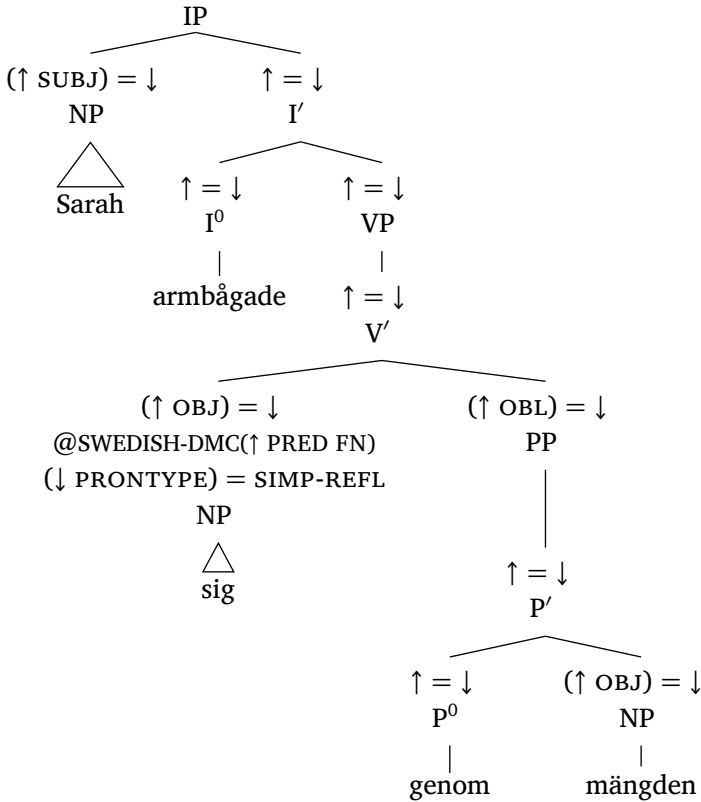 IP
(↑ SUBJ) = ↓ ↑ = ↓
NP I′
Sarah
↑ = ↓ ↑ = ↓
I⁰ VP
armbågade ↑ = ↓
V′
(↑ OBJ) = ↓ (↑ OBL) = ↓
@SWEDISH-DMC(↑ PRED FN) PP
(↓ PRONTYPE) = SIMP-REFL
NP
sig
↑ = ↓
P′
↑ = ↓ (↑ OBJ) = ↓
P⁰ NP
genom mängden